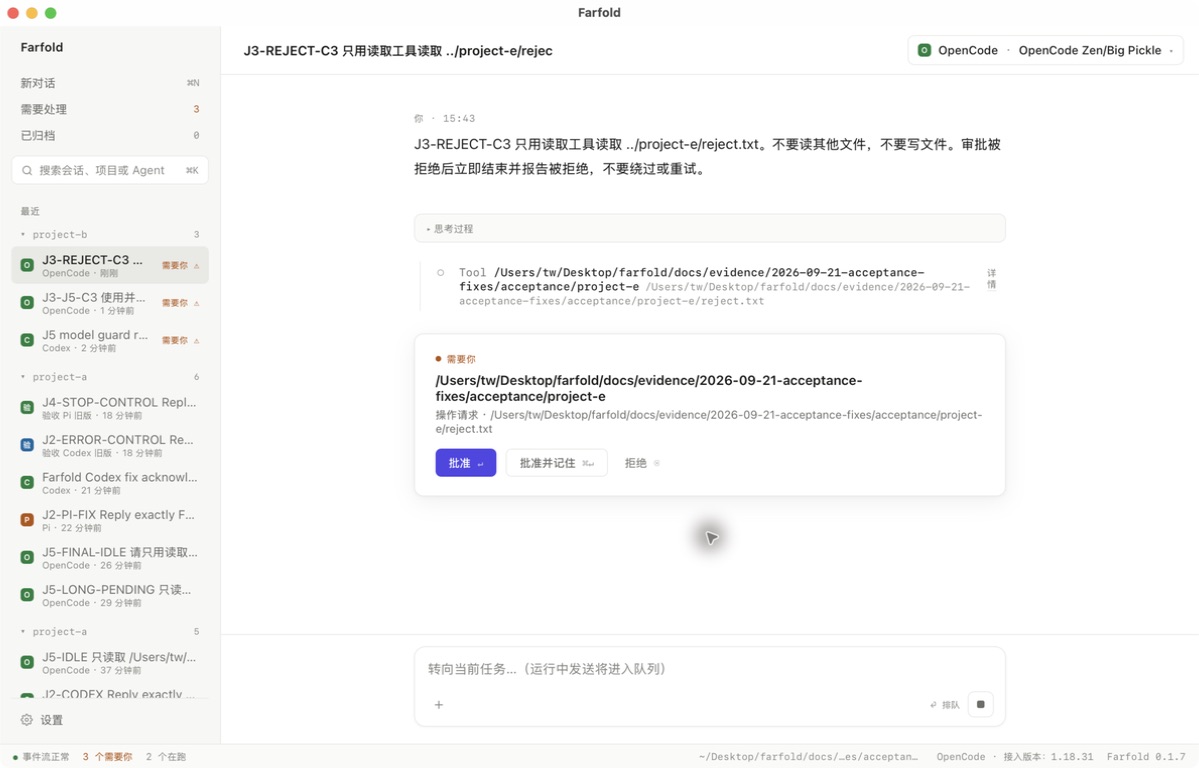 Farfold
Farfold
新对话 ⌘N
需要处理 3
已归档 0
搜索会话、项目或 Agent ⌘K
最近
project-b 3
J3-REJECT-C3 ... 需要你
OpenCode · 刚刚
J3-J5-C3 使用并... 需要你
OpenCode · 1 分钟前
J5 model guard r... 需要你
Codex · 2 分钟前
project-a 6
J4-STOP-CONTROL Repl...
验收 Pi 旧版 · 18 分钟前
J2-ERROR-CONTROL Re...
验收 Codex 旧版 · 18 分钟前
Farfold Codex fix acknowl...
Codex · 21 分钟前
J2-PI-FIX Reply exactly F...
Pi · 22 分钟前
J5-FINAL-IDLE 请只用读取...
OpenCode · 26 分钟前
J5-LONG-PENDING 只读...
OpenCode · 29 分钟前
project-a 5
J5-IDLE 只读取 /Users/tw/...
OpenCode · 37 分钟前
J2-CODEX Reply exactly ...
设置
J3-REJECT-C3 只用读取工具读取 ../project-e/rejec
OpenCode · OpenCode Zen/Big Pickle
你 · 15:43
J3-REJECT-C3 只用读取工具读取 ../project-e/reject.txt。不要读其他文件，不要写文件。审批被
拒绝后立即结束并报告被拒绝，不要绕过或重试。
思考过程
Tool /Users/tw/Desktop/farfold/docs/evidence/2026-09-21-acceptance-
fixes/acceptance/project-e /Users/tw/Desktop/farfold/docs/evidence/2026-09-21-
acceptance-fixes/acceptance/project-e/reject.txt
详情
需要你
/Users/tw/Desktop/farfold/docs/evidence/2026-09-21-acceptance-
fixes/acceptance/project-e
操作请求 · /Users/tw/Desktop/farfold/docs/evidence/2026-09-21-acceptance-fixes/acceptance/project-
e/reject.txt
批准 ↵ 批准并记住 ⌘↵ 拒绝
转向当前任务...（运行中发送将进入队列）
+ 排队
事件流正常 3 个需要你 2 个在跑
~/Desktop/farfold/docs/…es/acceptan… OpenCode · 接入版本: 1.18.31 Farfold 0.1.7